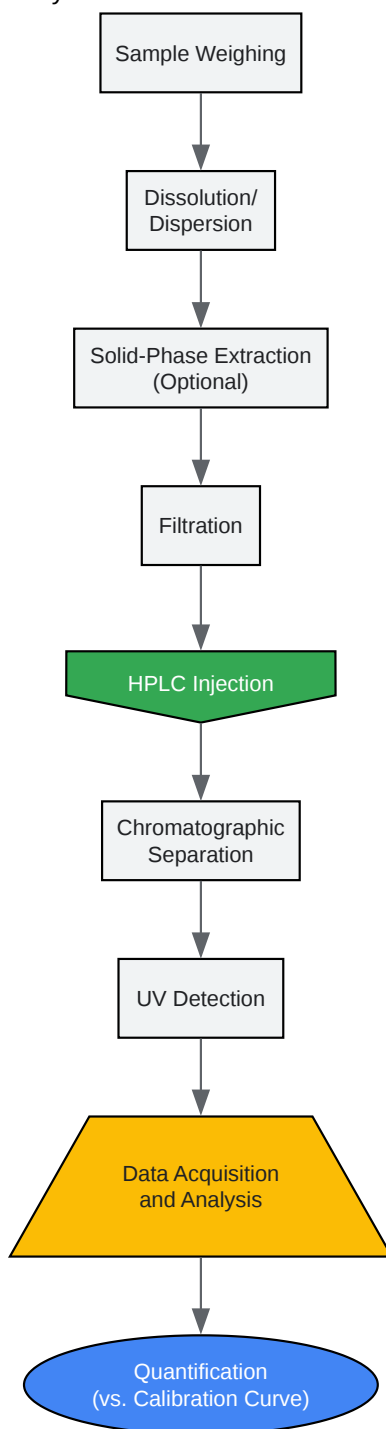 Sample Weighing
Dissolution/
Dispersion
Solid-Phase Extraction
(Optional)
Filtration
HPLC Injection
Chromatographic
Separation
UV Detection
Data Acquisition
and Analysis
Quantification
(vs. Calibration Curve)